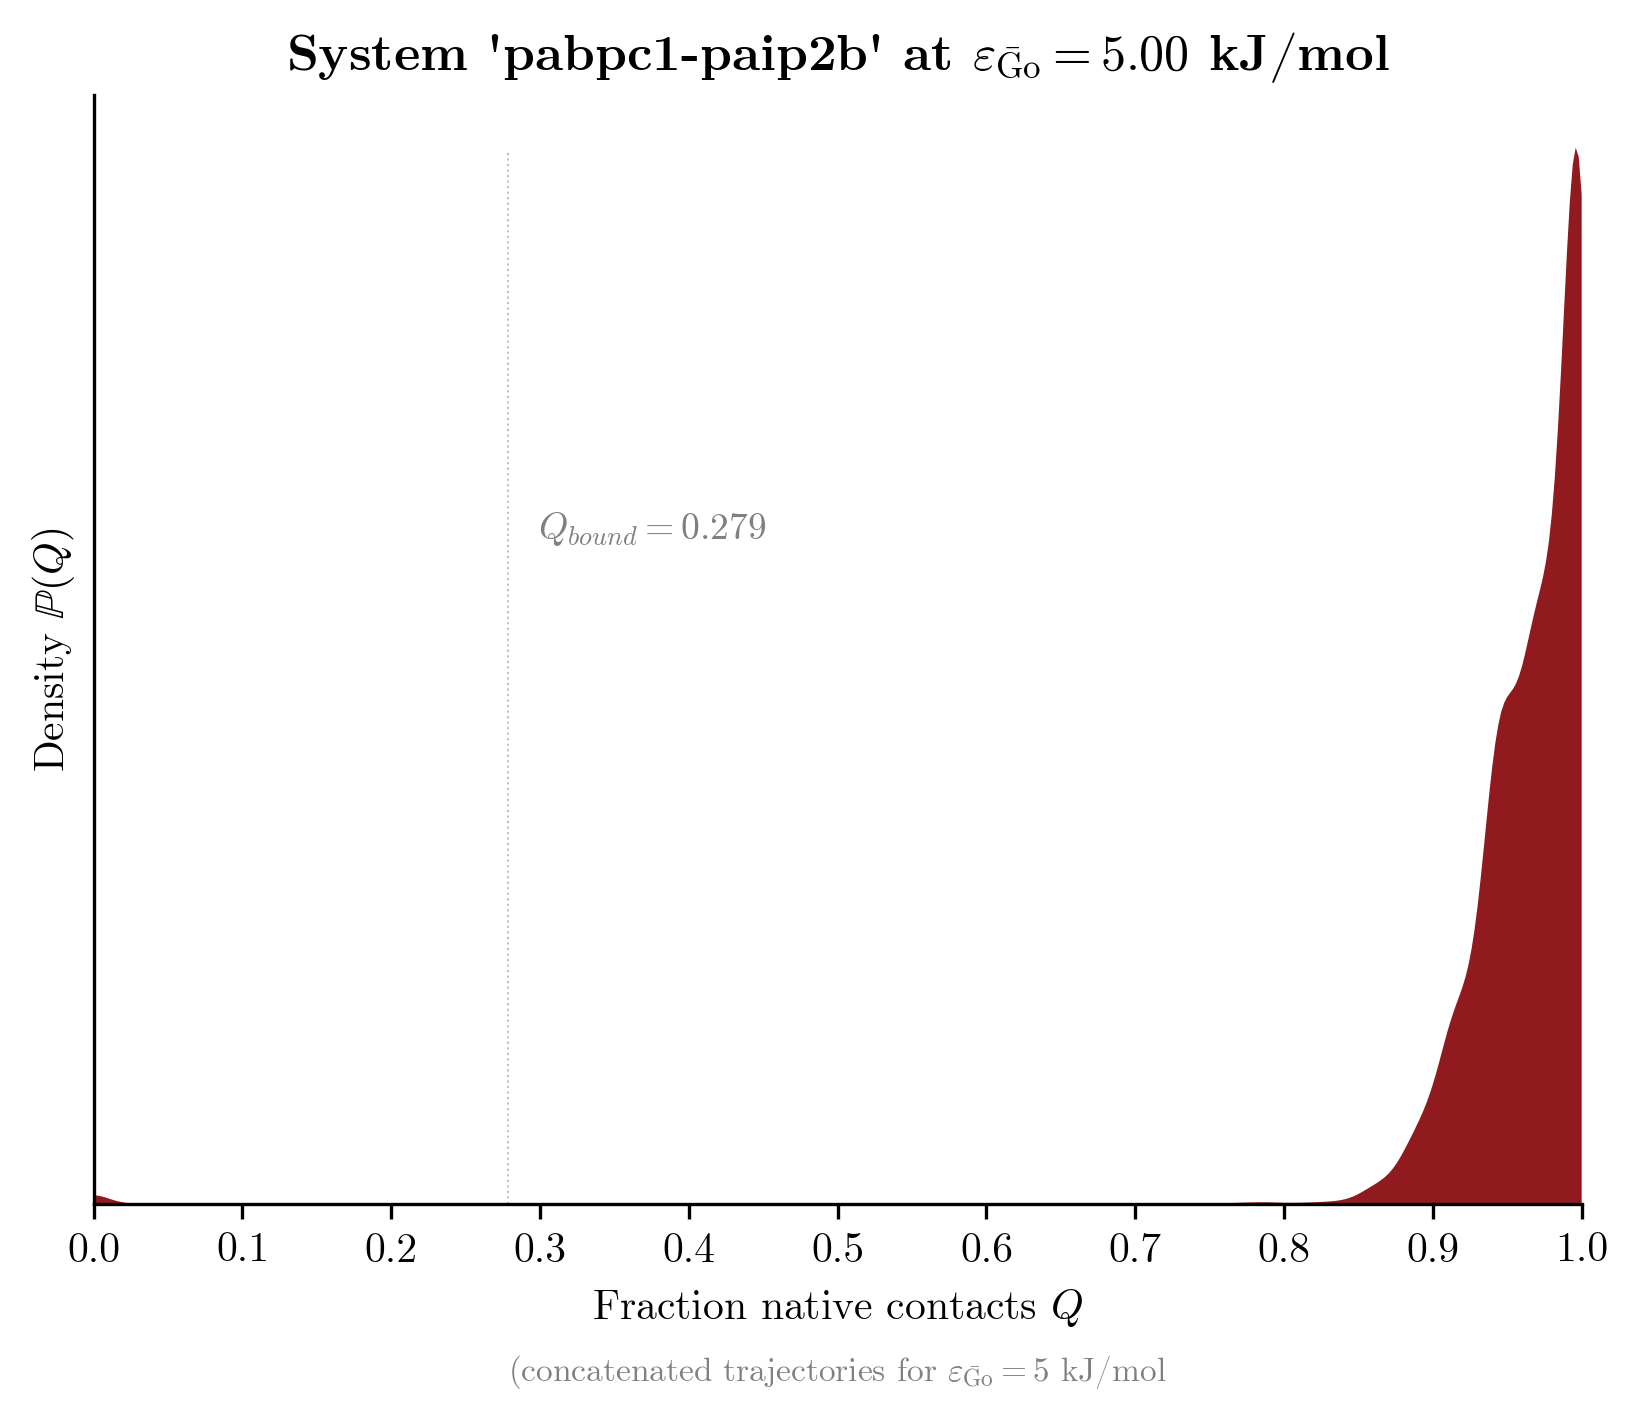 System 'pabpc1-paip2b' at εḠo = 5.00 kJ/mol
Density ℙ(Q)
Q_bound = 0.279
0.0 0.1 0.2 0.3 0.4 0.5 0.6 0.7 0.8 0.9 1.0
Fraction native contacts Q
(concatenated trajectories for εḠo = 5 kJ/mol